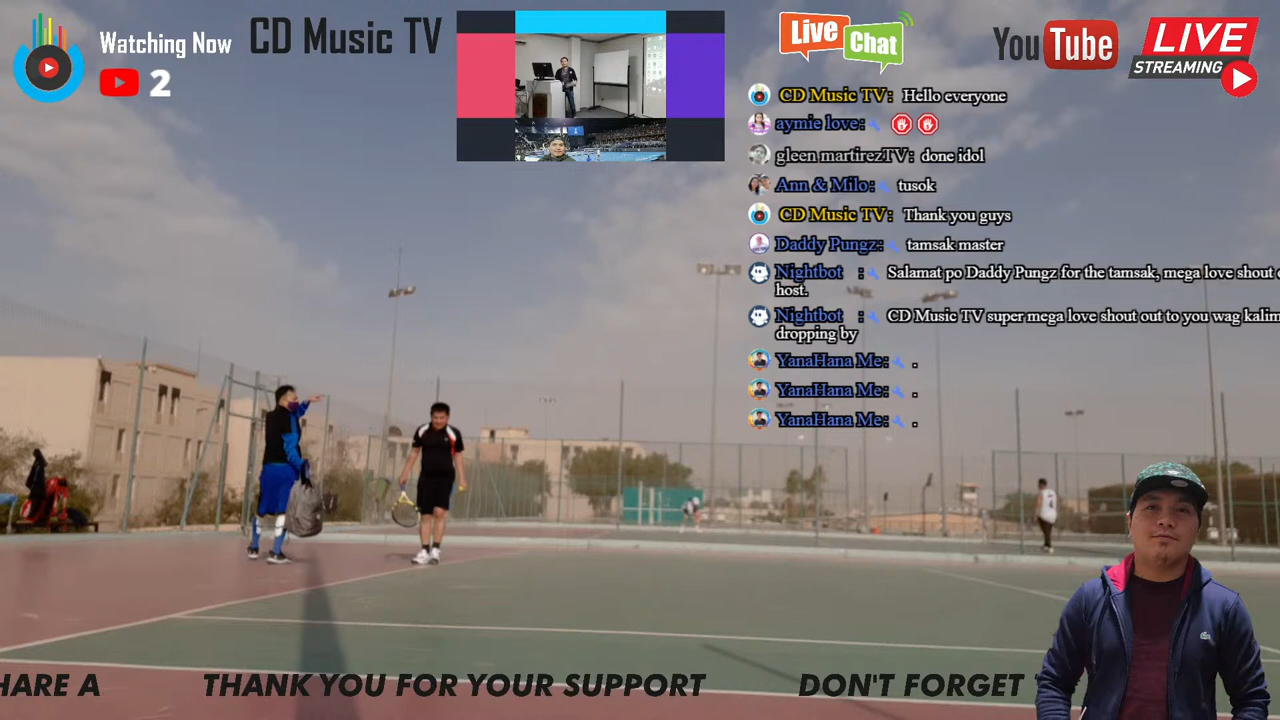 Watching Now
CD Music TV
2
Live
Chat
YouTube
LIVE
STREAMING
CD Music TV: Hello everyone
aymie love:
gleen martirezTV: done idol
Ann & Milo: tusok
CD Music TV: Thank you guys
Daddy Pungz: tamsak master
Nightbot : Salamat po Daddy Pungz for the tamsak, mega love shout
host.
Nightbot : CD Music TV super mega love shout out to you wag kalim
dropping by
YanaHana Me: .
YanaHana Me: .
YanaHana Me: .
HARE A THANK YOU FOR YOUR SUPPORT DON'T FORGET